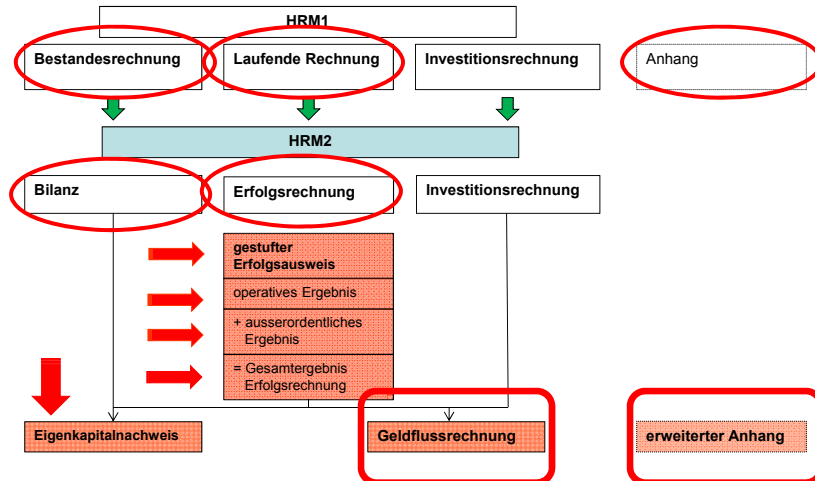 HRM1
Bestandesrechnung
Laufende Rechnung
Investitionsrechnung
Anhang
HRM2
Bilanz
Erfolgsrechnung
Investitionsrechnung
gestufter
Erfolgsausweis
operatives Ergebnis
+ ausserordentliches
Ergebnis
= Gesamtergebnis
Erfolgsrechnung
Eigenkapitalnachweis
Geldflussrechnung
erweiterter Anhang